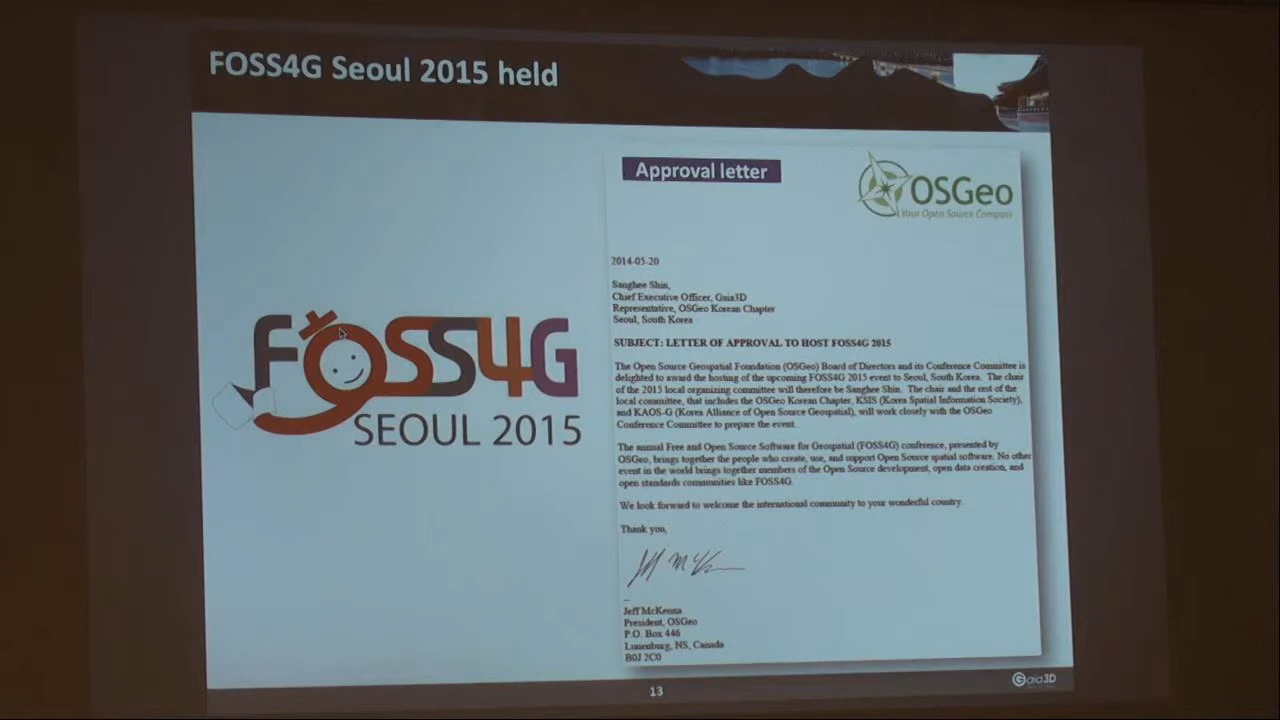 FOSS4G Seoul 2015 held
FOSS4G
SEOUL 2015
Approval letter
OSGeo
Your Open Source Compass
2014-05-20
Sanghee Shin,
Chief Executive Officer, Gaia3D
Representative, OSGeo Korean Chapter
Seoul, South Korea
SUBJECT: LETTER OF APPROVAL TO HOST FOSS4G 2015
The Open Source Geospatial Foundation (OSGeo) Board of Directors and its Conference Committee is
delighted to award the hosting of the upcoming FOSS4G 2015 event to Seoul, South Korea. The chair
of the 2015 local organizing committee will therefore be Sanghee Shin. The chair and the rest of the
local committee, that includes the OSGeo Korean Chapter, KSIS (Korea Spatial Information Society),
and KAOS-G (Korea Alliance of Open Source Geospatial), will work closely with the OSGeo
Conference Committee to prepare the event.
The annual Free and Open Source Software for Geospatial (FOSS4G) conference, presented by
OSGeo, brings together the people who create, use, and support Open Source spatial software. No other
event in the world brings together members of the Open Source development, open data creation, and
open standards communities like FOSS4G.
We look forward to welcome the international community to your wonderful country.
Thank you,
--
Jeff McKenna
President, OSGeo
P.O. Box 446
Lunenburg, NS, Canada
B0J 2C0
13
Gaia3D